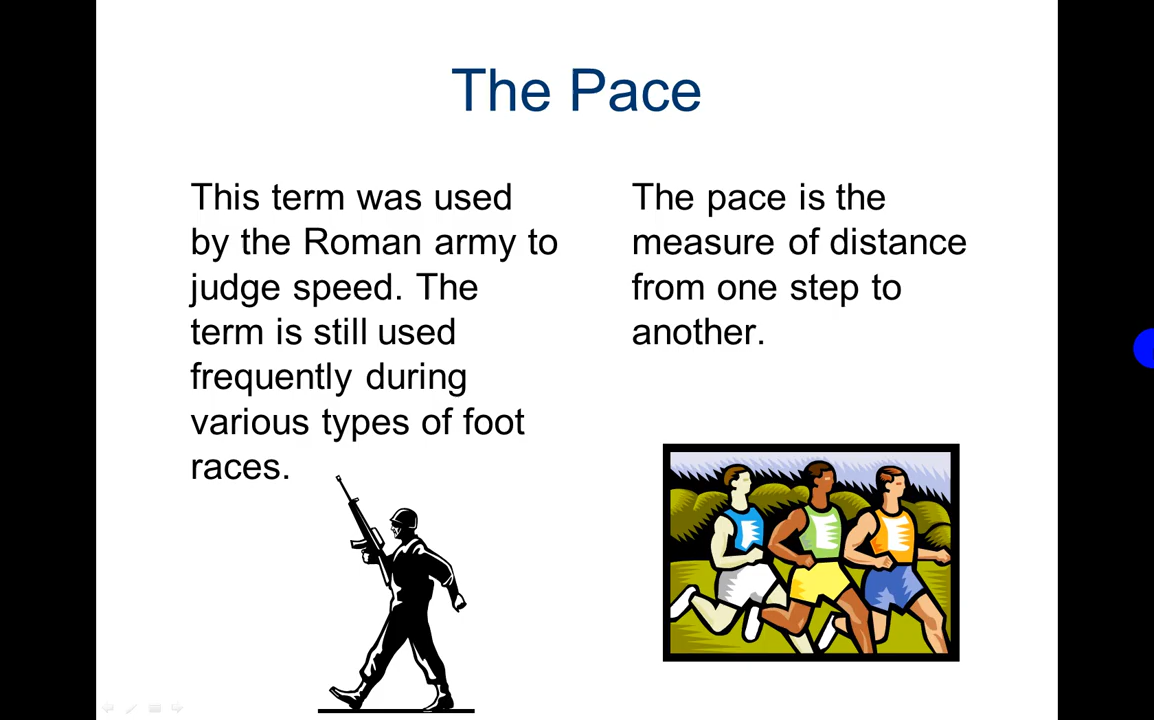 The Pace
This term was used
by the Roman army to
judge speed. The
term is still used
frequently during
various types of foot
races.
The pace is the
measure of distance
from one step to
another.